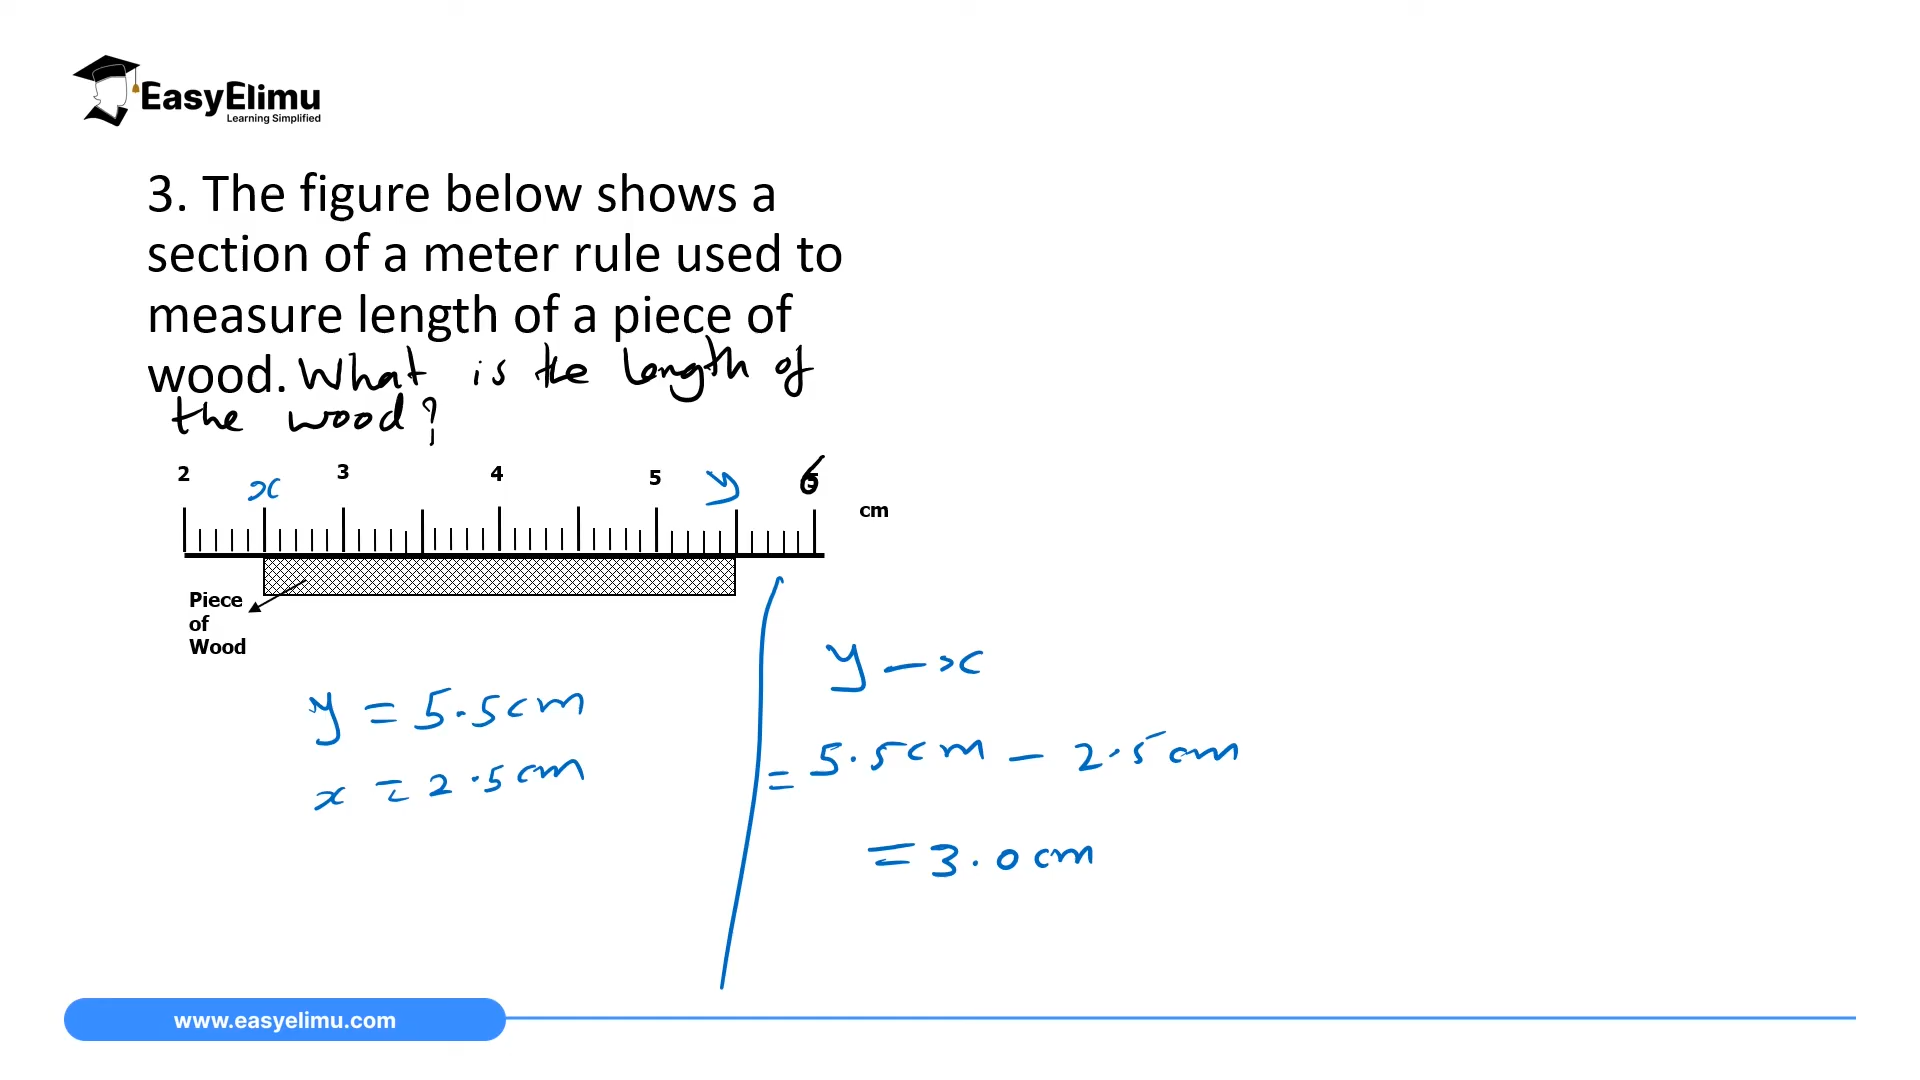 EasyElimu
Learning Simplified
3. The figure below shows a
section of a meter rule used to
measure length of a piece of
wood. What is the length of
the wood?
2 x 3 4 5 y 6
cm
Piece
of
Wood
y = 5.5cm
x = 2.5cm
y - x
= 5.5cm - 2.5cm
= 3.0cm
www.easyelimu.com